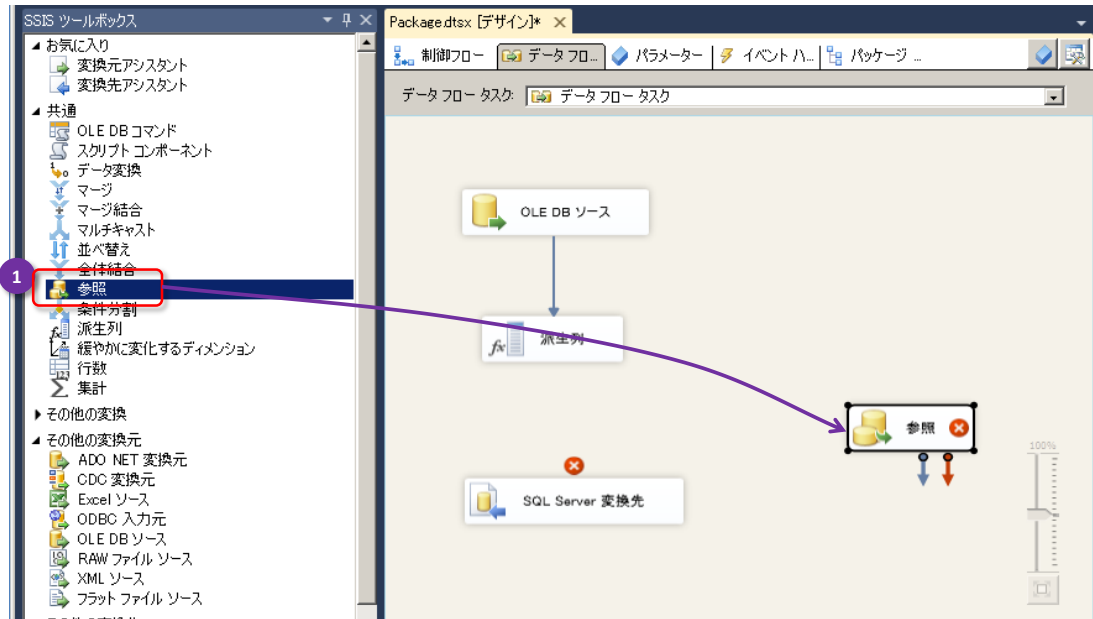 SSIS ツールボックス
お気に入り
変換元アシスタント
変換先アシスタント
共通
OLE DB コマンド
スクリプト コンポーネント
データ変換
マージ
マージ結合
マルチキャスト
並べ替え
全体結合
1
参照
条件分割
派生列
緩やかに変化するディメンション
行数
集計
その他の変換
その他の変換元
ADO NET 変換元
CDC 変換元
Excel ソース
ODBC 入力元
OLE DB ソース
RAW ファイル ソース
XML ソース
フラット ファイル ソース
Package.dtsx [デザイン]*
制御フロー
データ フロ...
パラメーター
イベント ハ...
パッケージ ...
データ フロー タスク:
データ フロー タスク
OLE DB ソース
派生列
参照
SQL Server 変換先
100%